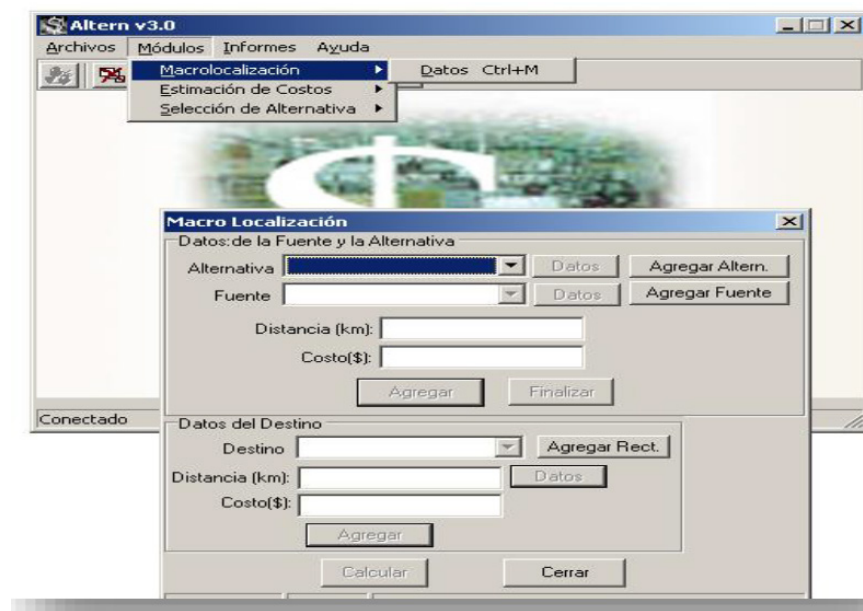 Altern v3.0
Archivos Módulos Informes Ayuda
Macrolocalización Datos Ctrl+M
Estimación de Costos
Selección de Alternativa
Macro Localización
Datos:de la Fuente y la Alternativa
Alternativa Datos Agregar Altern.
Fuente Datos Agregar Fuente
Distancia (km):
Costo($):
Agregar Finalizar
Conectado
Datos del Destino
Destino Agregar Rect.
Distancia (km): Datos
Costo($):
Agregar
Calcular Cerrar